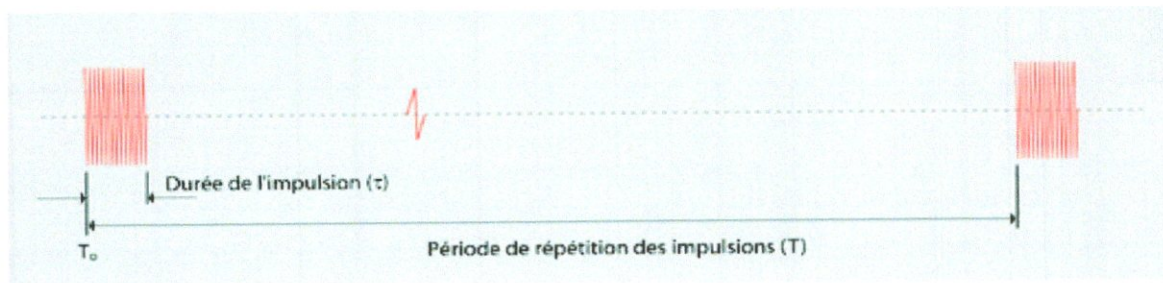 Durée de l'impulsion (τ)
T₀
Période de répétition des impulsions (T)